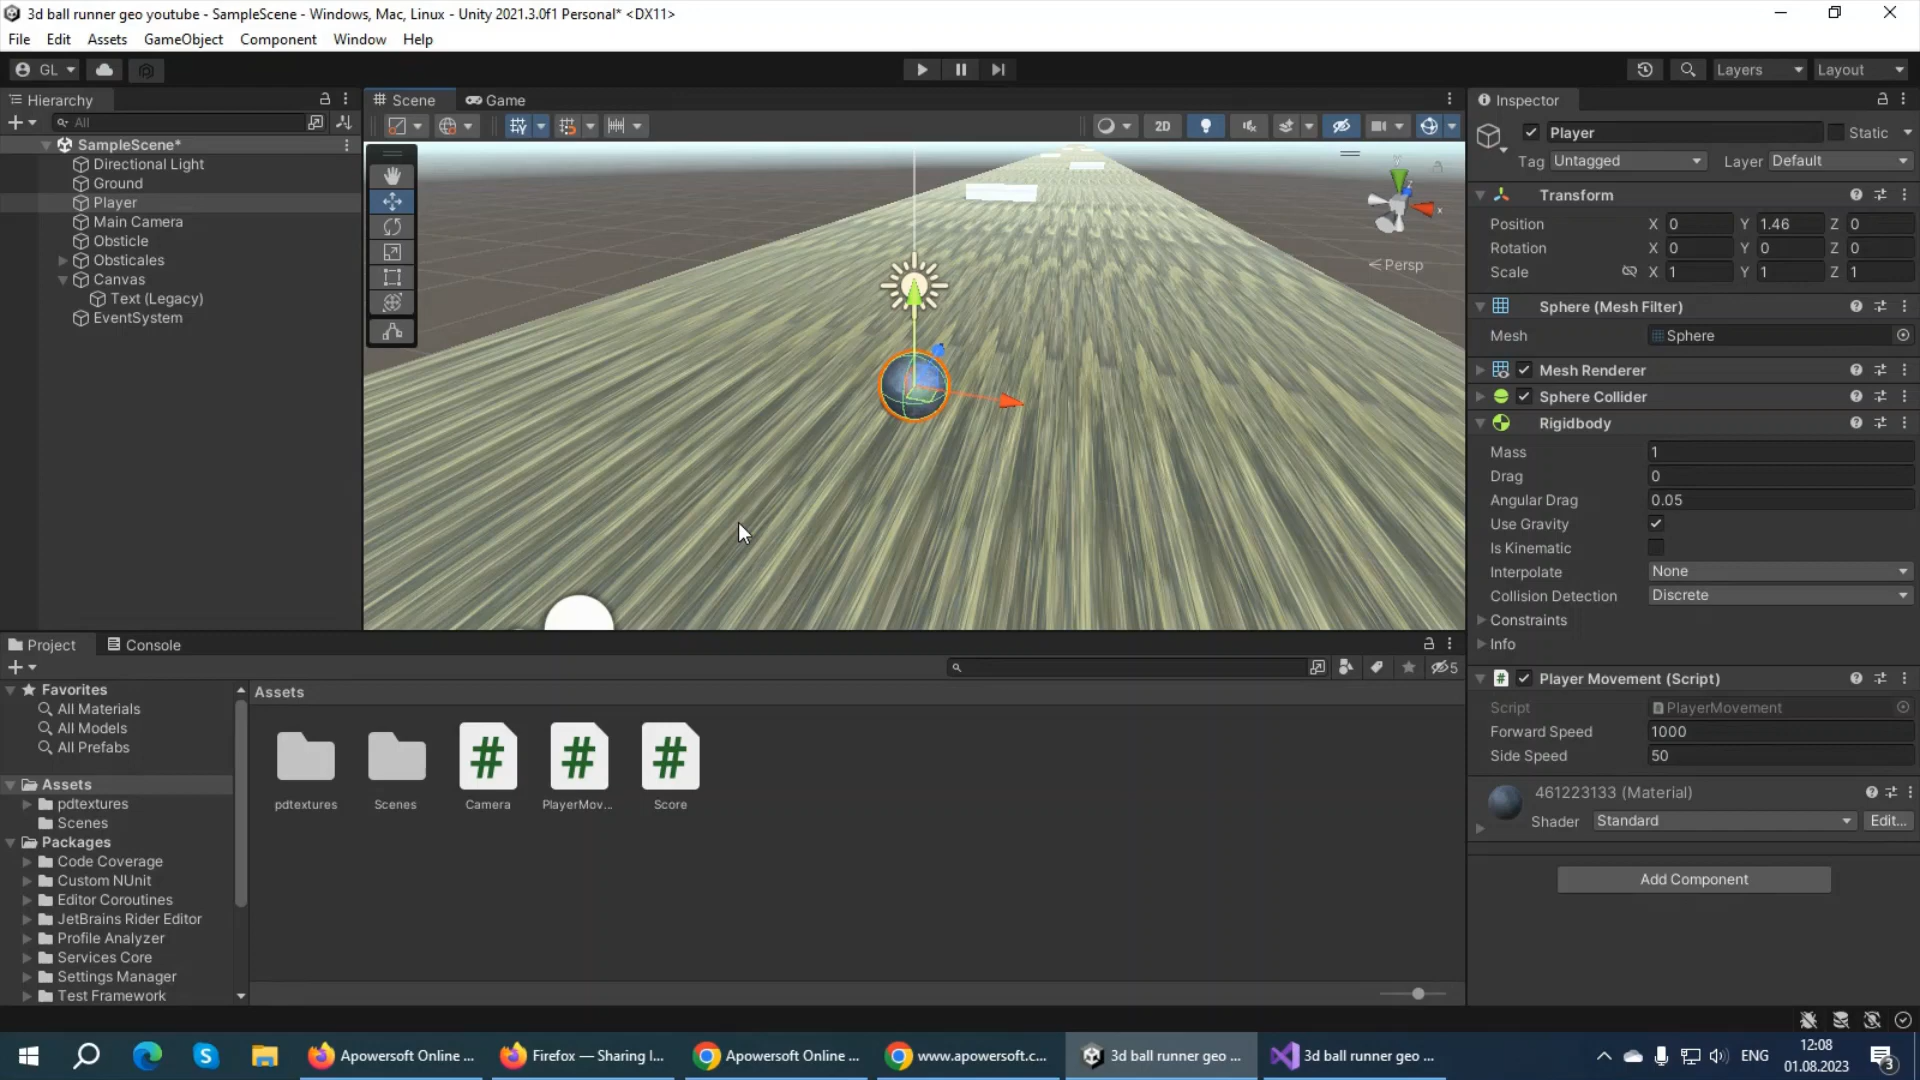 3d ball runner geo youtube - SampleScene - Windows, Mac, Linux - Unity 2021.3.0f1 Personal* <DX11>
File Edit Assets GameObject Component Window Help
GL Layers Layout
Hierarchy
All
SampleScene*
Directional Light
Ground
Player
Main Camera
Obsticle
Obsticales
Canvas
Text (Legacy)
EventSystem
Scene Game
2D
y
x
Persp
Inspector
Player Static
Tag Untagged Layer Default
Transform
Position X 0 Y 1.46 Z 0
Rotation X 0 Y 0 Z 0
Scale X 1 Y 1 Z 1
Sphere (Mesh Filter)
Mesh Sphere
Mesh Renderer
Sphere Collider
Rigidbody
Mass 1
Drag 0
Angular Drag 0.05
Use Gravity
Is Kinematic
Interpolate None
Collision Detection Discrete
Constraints
Info
Player Movement (Script)
Script PlayerMovement
Forward Speed 1000
Side Speed 50
461223133 (Material)
Shader Standard Edit...
Add Component
Project Console
5
Favorites
All Materials
All Models
All Prefabs
Assets
pdtextures
Scenes
Packages
Code Coverage
Custom NUnit
Editor Coroutines
JetBrains Rider Editor
Profile Analyzer
Services Core
Settings Manager
Test Framework
Assets
pdtextures Scenes Camera PlayerMov... Score
Apowersoft Online ... Firefox — Sharing I... Apowersoft Online ... www.apowersoft.c... 3d ball runner geo ... 3d ball runner geo ...
ENG
12:08
01.08.2023
3